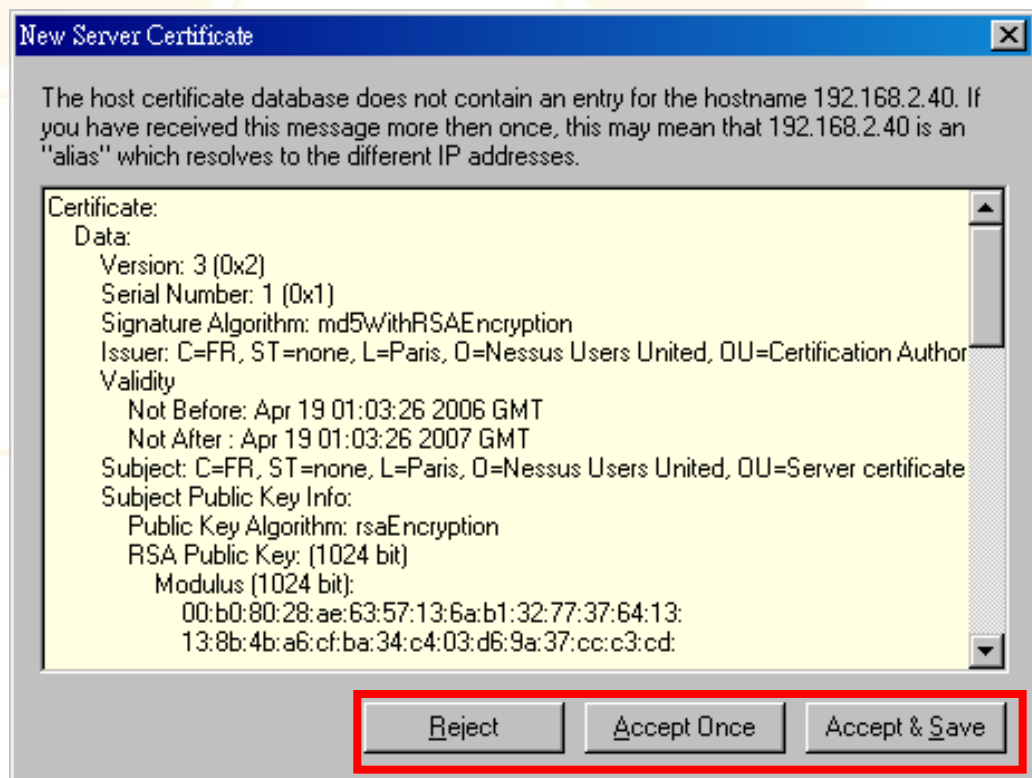 New Server Certificate
The host certificate database does not contain an entry for the hostname 192.168.2.40. If
you have received this message more then once, this may mean that 192.168.2.40 is an
"alias" which resolves to the different IP addresses.
Certificate:
Data:
Version: 3 (0x2)
Serial Number: 1 (0x1)
Signature Algorithm: md5WithRSAEncryption
Issuer: C=FR, ST=none, L=Paris, O=Nessus Users United, OU=Certification Author
Validity
Not Before: Apr 19 01:03:26 2006 GMT
Not After : Apr 19 01:03:26 2007 GMT
Subject: C=FR, ST=none, L=Paris, O=Nessus Users United, OU=Server certificate
Subject Public Key Info:
Public Key Algorithm: rsaEncryption
RSA Public Key: (1024 bit)
Modulus (1024 bit):
00:b0:80:28:ae:63:57:13:6a:b1:32:77:37:64:13:
13:8b:4b:a6:cf:ba:34:c4:03:d6:9a:37:cc:c3:cd:
Reject Accept Once Accept & Save